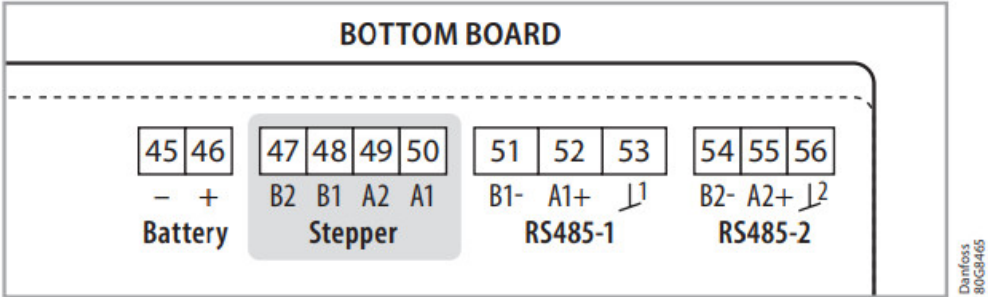 BOTTOM BOARD
45 46 47 48 49 50 51 52 53 54 55 56
− + B2 B1 A2 A1 B1- A1+ 1 B2- A2+ 2
Battery Stepper RS485-1 RS485-2
Danfoss
80G8465